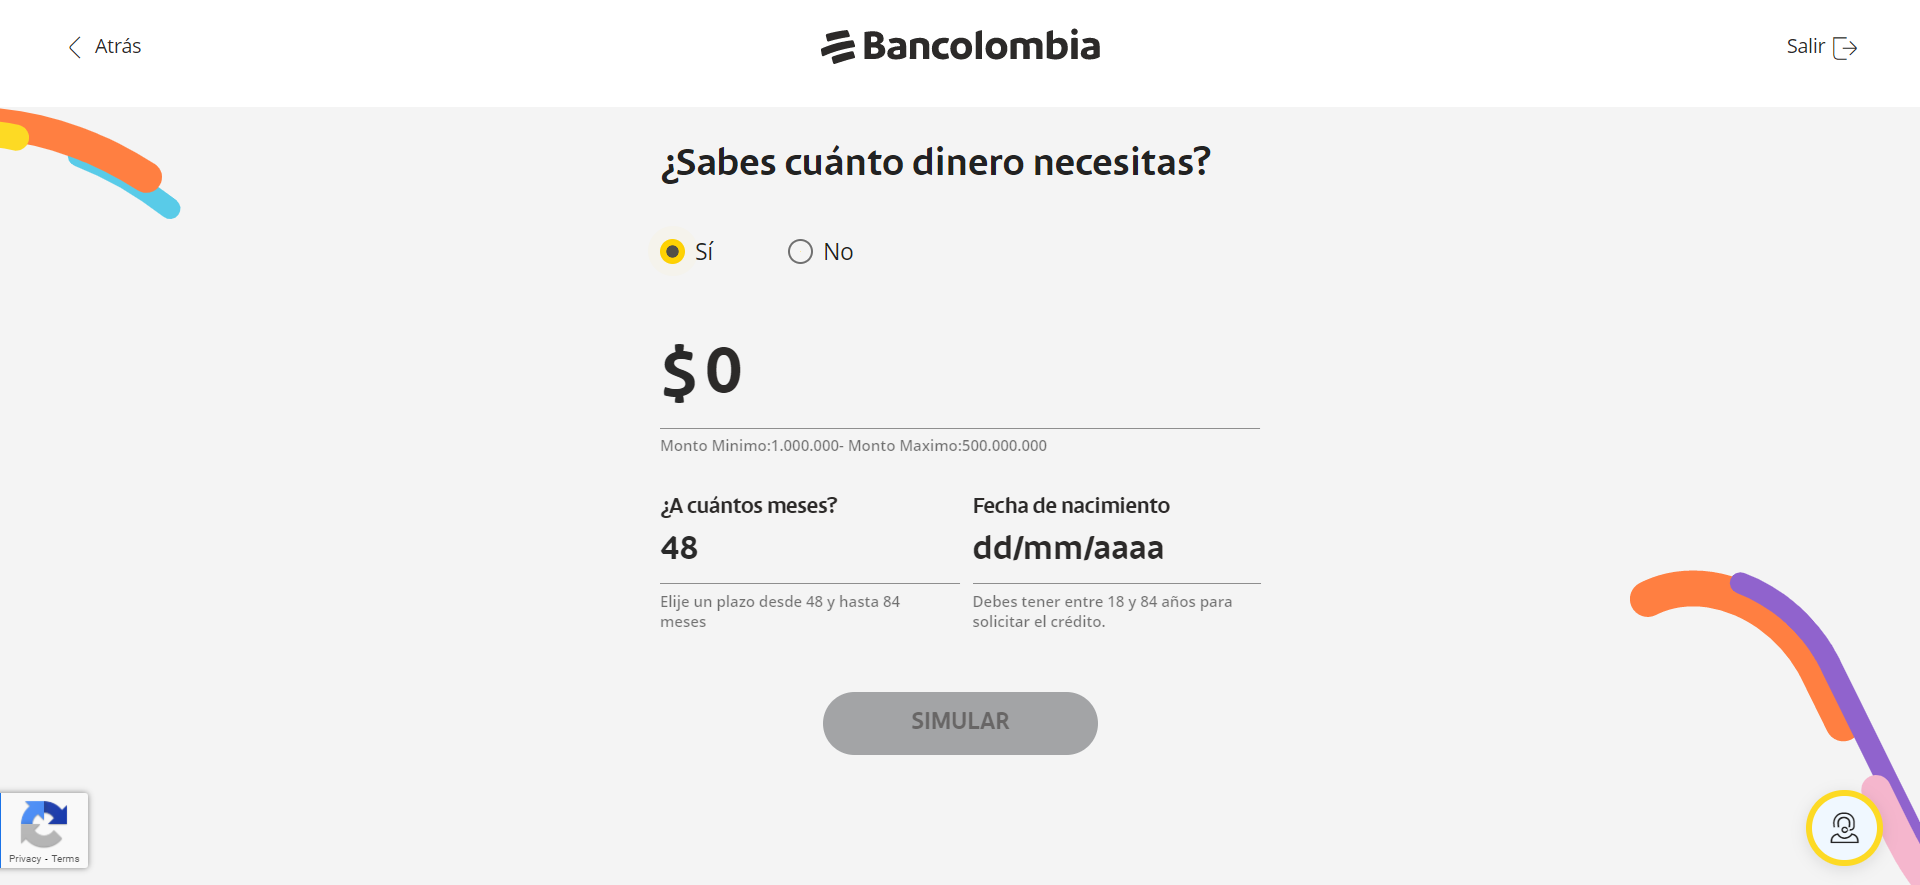 Atrás
Bancolombia
Salir
¿Sabes cuánto dinero necesitas?
Sí
No
$ 0
Monto Minimo:1.000.000- Monto Maximo:500.000.000
¿A cuántos meses?
48
Elije un plazo desde 48 y hasta 84
meses
Fecha de nacimiento
dd/mm/aaaa
Debes tener entre 18 y 84 años para
solicitar el crédito.
SIMULAR
Privacy - Terms